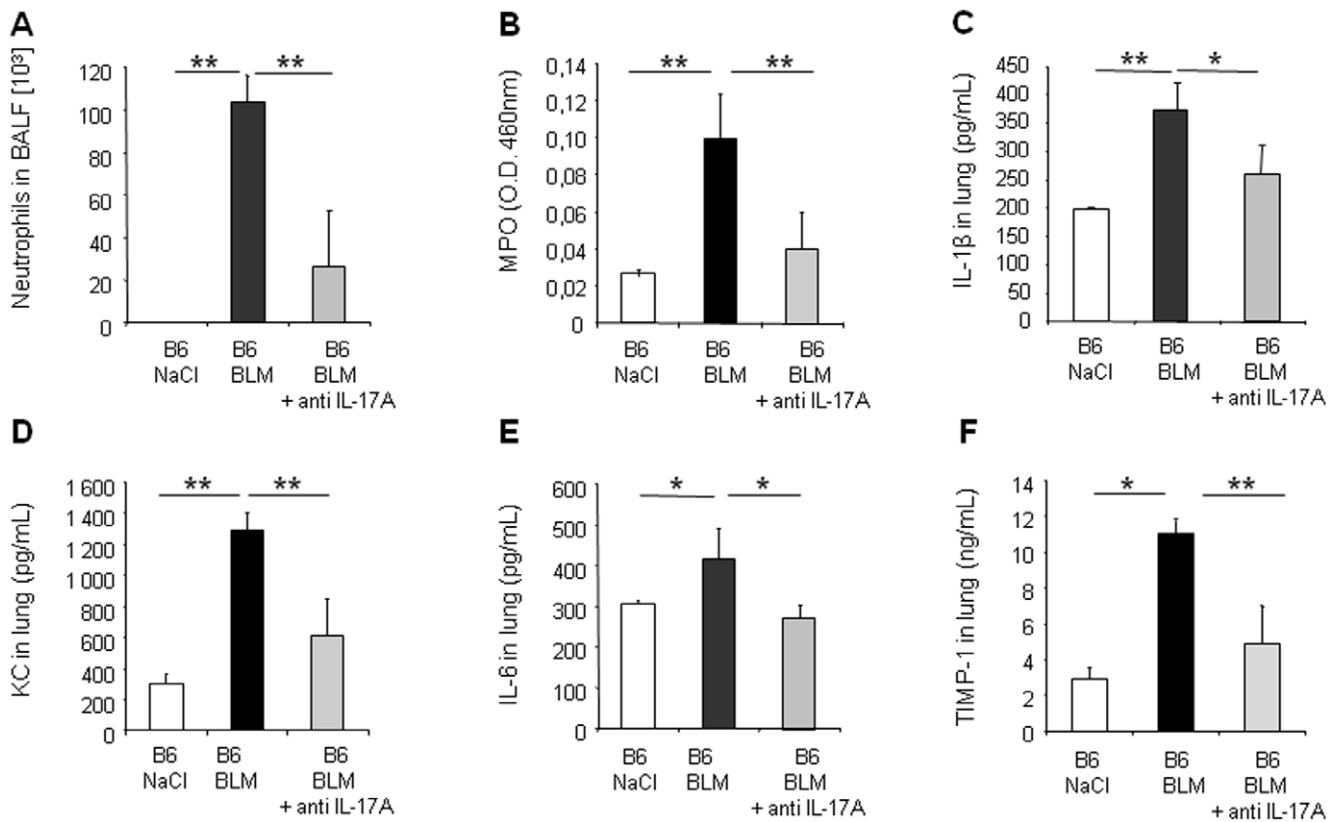 A
Neutrophils in BALF [10³]
** **
120
100
80
60
40
20
0
B6 B6 B6
NaCl BLM BLM
+ anti IL-17A
B
MPO (O.D. 460nm)
** **
0,14
0,12
0,10
0,08
0,06
0,04
0,02
0
B6 B6 B6
NaCl BLM BLM
+ anti IL-17A
C
IL-1β in lung (pg/mL)
** *
450
400
350
300
250
200
150
100
50
0
B6 B6 B6
NaCl BLM BLM
+ anti IL-17A
D
KC in lung (pg/mL)
** **
1 600
1 400
1 200
1 000
800
600
400
200
0
B6 B6 B6
NaCl BLM BLM
+ anti IL-17A
E
IL-6 in lung (pg/mL)
* *
600
500
400
300
200
100
0
B6 B6 B6
NaCl BLM BLM
+ anti IL-17A
F
TIMP-1 in lung (ng/mL)
* **
14
12
10
8
6
4
2
0
B6 B6 B6
NaCl BLM BLM
+ anti IL-17A